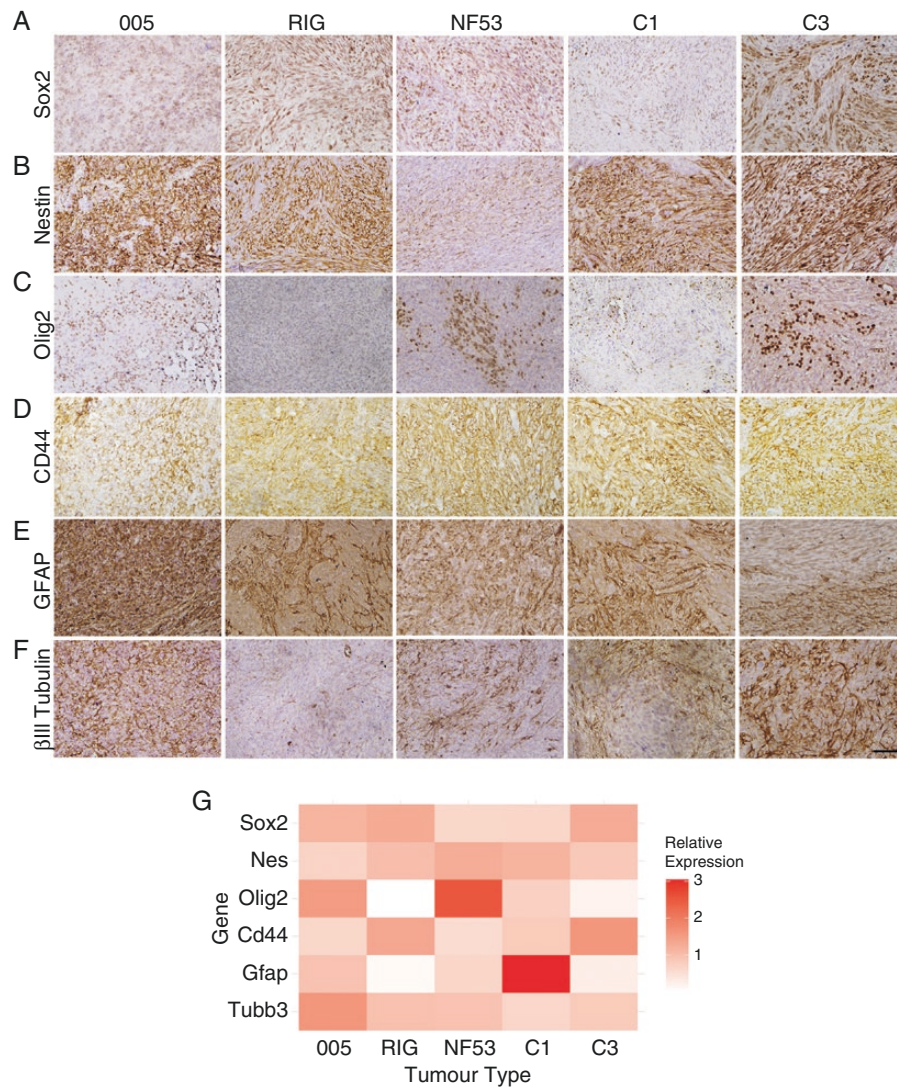 A 005 RIG NF53 C1 C3
Sox2
B
Nestin
C
Olig2
D
CD44
E
GFAP
F
βIII Tubulin
G
Gene
Sox2
Nes
Olig2
Cd44
Gfap
Tubb3
005 RIG NF53 C1 C3
Tumour Type
Relative
Expression
3
2
1